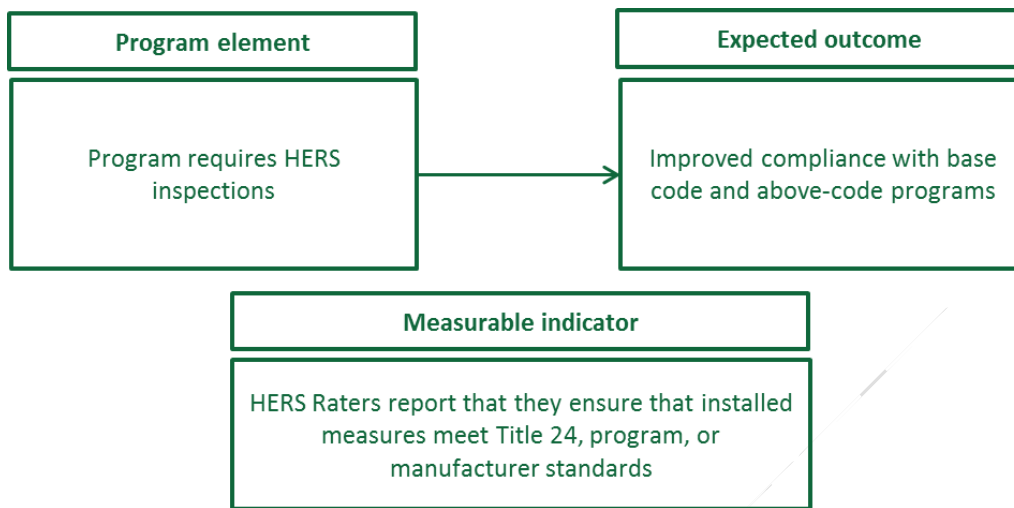 Program element
Expected outcome
Program requires HERS
inspections
Improved compliance with base
code and above-code programs
Measurable indicator
HERS Raters report that they ensure that installed
measures meet Title 24, program, or
manufacturer standards